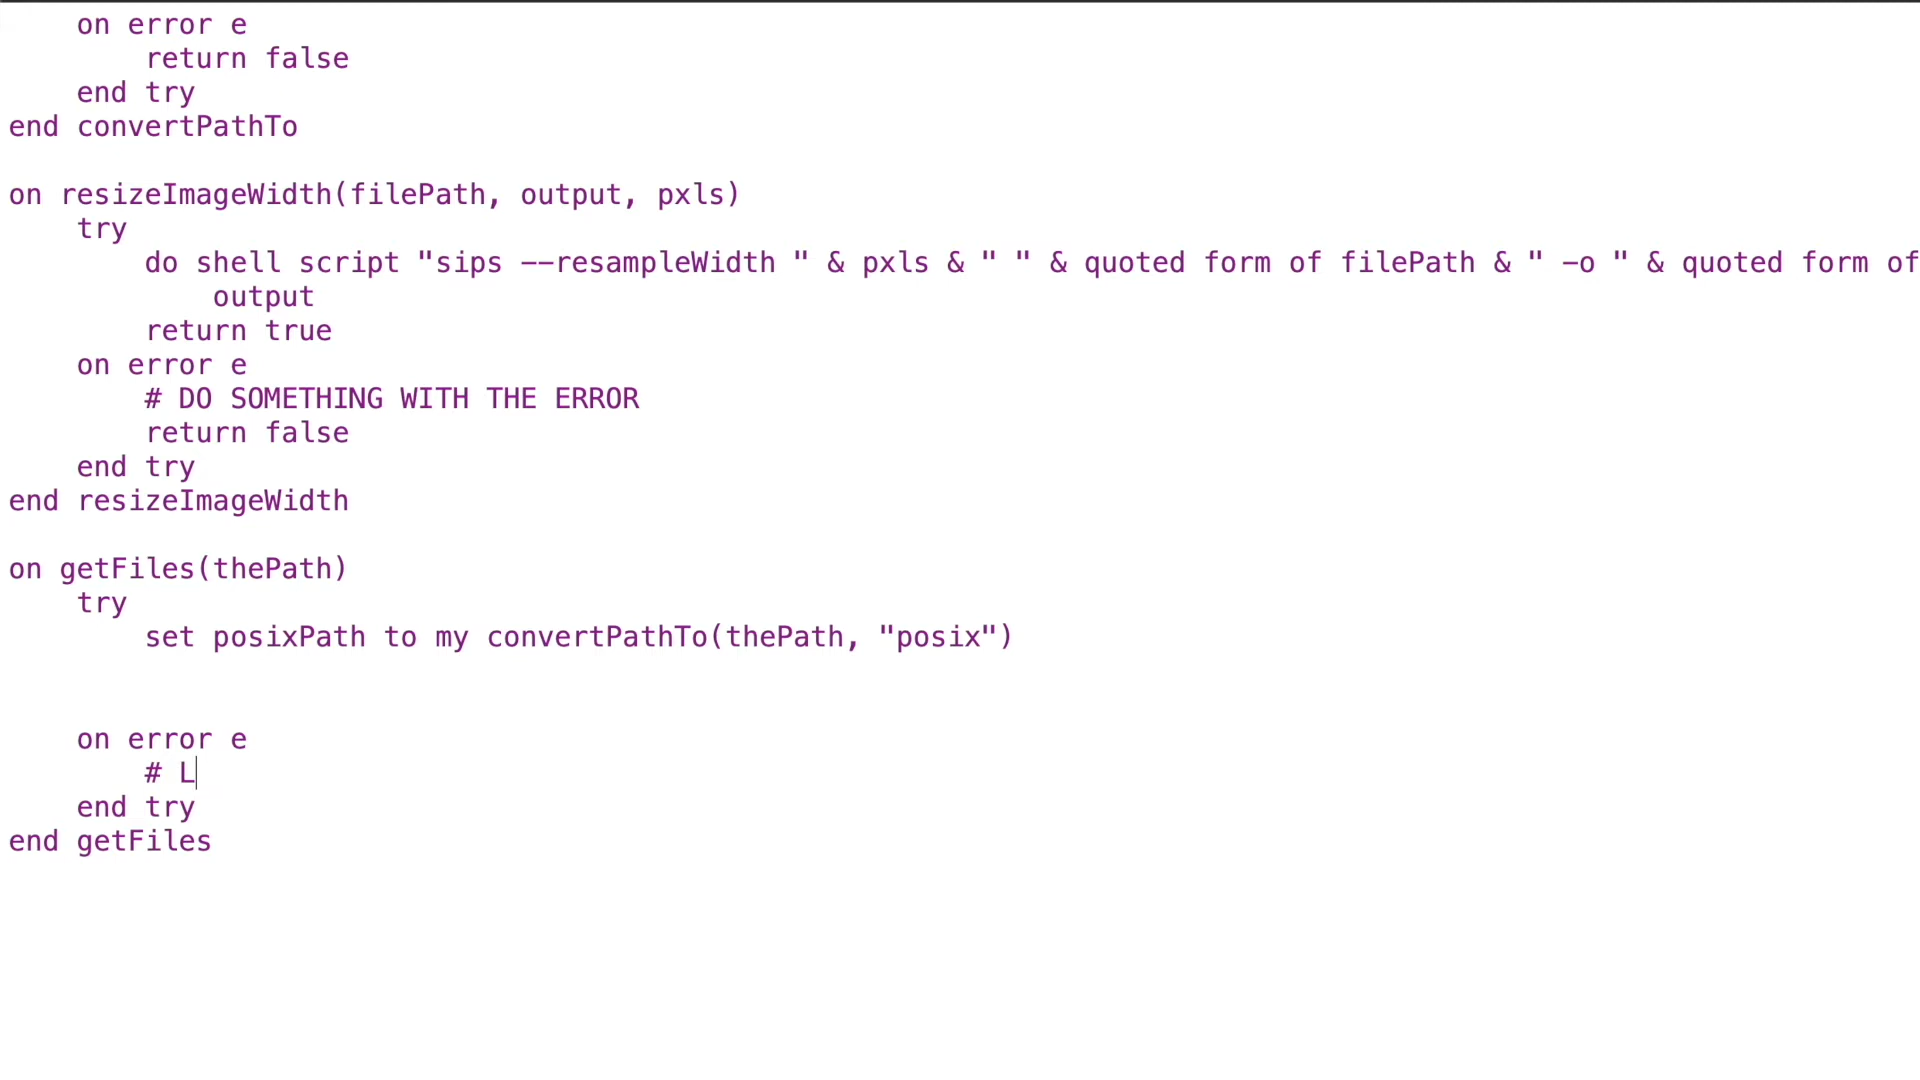 on error e
return false
end try
end convertPathTo
on resizeImageWidth(filePath, output, pxls)
try
do shell script "sips --resampleWidth " & pxls & " " & quoted form of filePath & " -o " & quoted form of
output
return true
on error e
# DO SOMETHING WITH THE ERROR
return false
end try
end resizeImageWidth
on getFiles(thePath)
try
set posixPath to my convertPathTo(thePath, "posix")
on error e
# L
end try
end getFiles